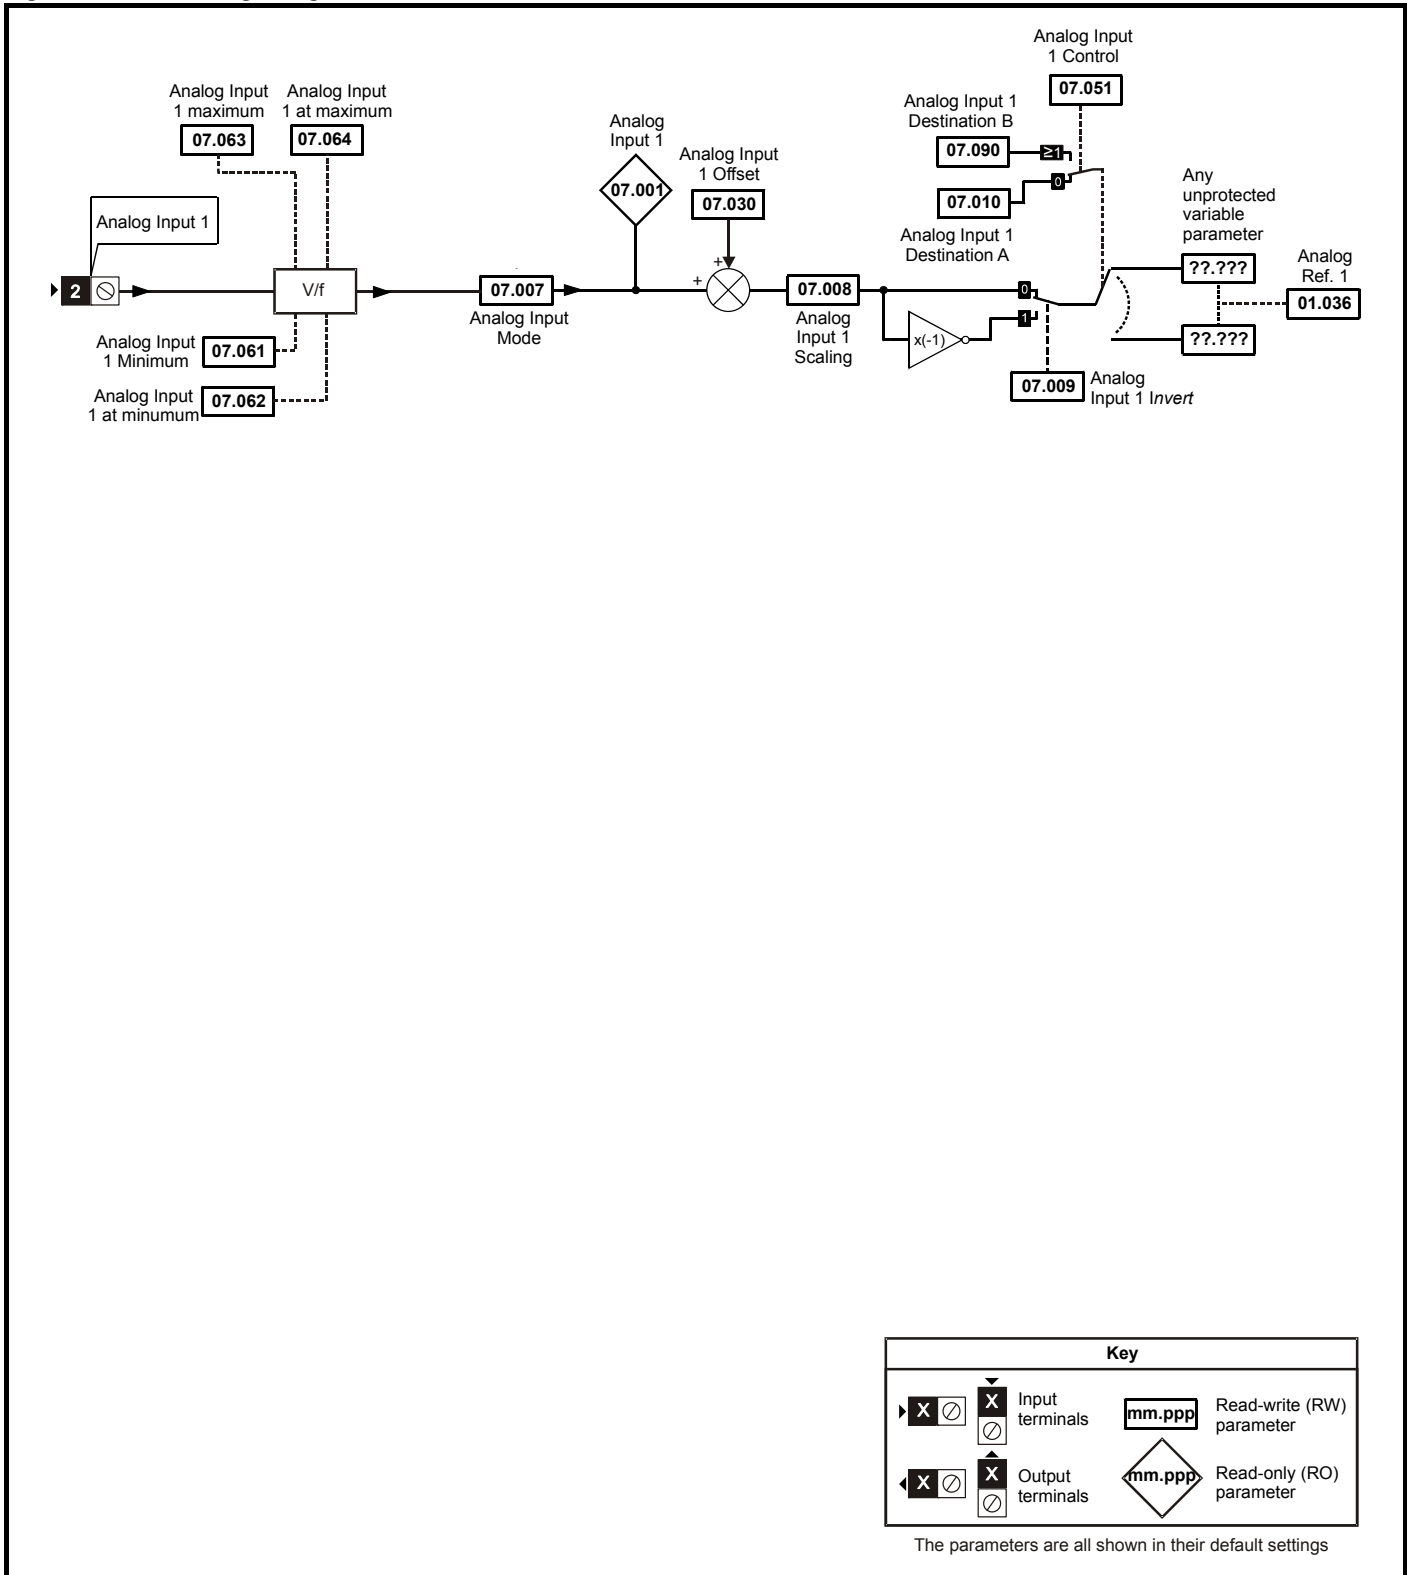 Analog Input
1 Control
07.051
Analog Input
1 maximum
07.063
Analog Input
1 at maximum
07.064
Analog Input 1
Destination B
07.090
≥1
0
07.010
Analog Input 1
Destination A
Analog
Input 1
07.001
Analog Input
1 Offset
07.030
Any
unprotected
variable
parameter
??.???
??.???
Analog
Ref. 1
01.036
Analog Input 1
2
V/f
07.007
Analog Input
Mode
+
+
07.008
Analog
Input 1
Scaling
0
1
x(-1)
07.009
Analog
Input 1 Invert
Analog Input
1 Minimum
07.061
Analog Input
1 at minumum
07.062
Key
X
X
Input
terminals
mm.ppp
Read-write (RW)
parameter
X
X
Output
terminals
mm.ppp
Read-only (RO)
parameter
The parameters are all shown in their default settings